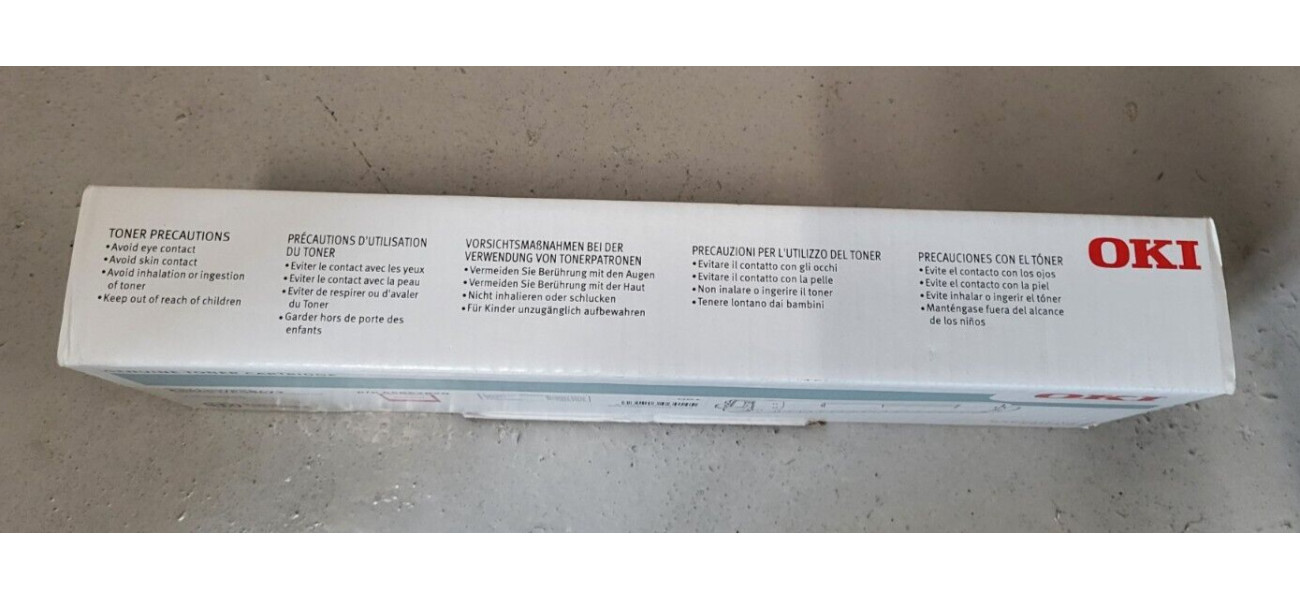 TONER PRECAUTIONS
•Avoid eye contact
•Avoid skin contact
•Avoid inhalation or ingestion
of toner
•Keep out of reach of children
PRÉCAUTIONS D'UTILISATION
DU TONER
•Eviter le contact avec les yeux
•Eviter le contact avec la peau
•Eviter de respirer ou d'avaler
du Toner
•Garder hors de porte des
enfants
VORSICHTSMAßNAHMEN BEI DER
VERWENDUNG VON TONERPATRONEN
•Vermeiden Sie Berührung mit den Augen
•Vermeiden Sie Berührung mit der Haut
•Nicht inhalieren oder schlucken
•Für Kinder unzugänglich aufbewahren
PRECAUZIONI PER L'UTILIZZO DEL TONER
•Evitare il contatto con gli occhi
•Evitare il contatto con la pelle
•Non inalare o ingerire il toner
•Tenere lontano dai bambini
PRECAUCIONES CON EL TÓNER
•Evite el contacto con los ojos
•Evite el contacto con la piel
•Evite inhalar o ingerir el tóner
•Manténgase fuera del alcance
de los niños
OKI
GENUINE TONER CARTRIDGE
OKI